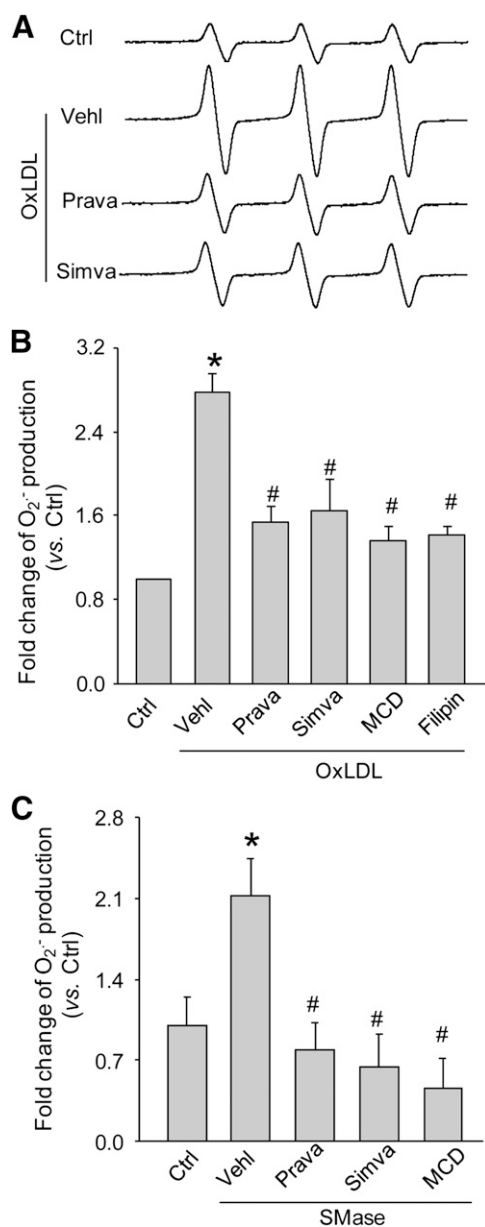 A
Ctrl
Vehl
Prava
Simva
OxLDL
B
Fold change of O2·- production
(vs. Ctrl)
3.2
2.4
1.6
0.8
0.0
*
#
#
#
#
Ctrl
Vehl
Prava
Simva
MCD
Filipin
OxLDL
C
Fold change of O2·- production
(vs. Ctrl)
2.8
2.1
1.4
0.7
0.0
*
#
#
#
Ctrl
Vehl
Prava
Simva
MCD
SMase